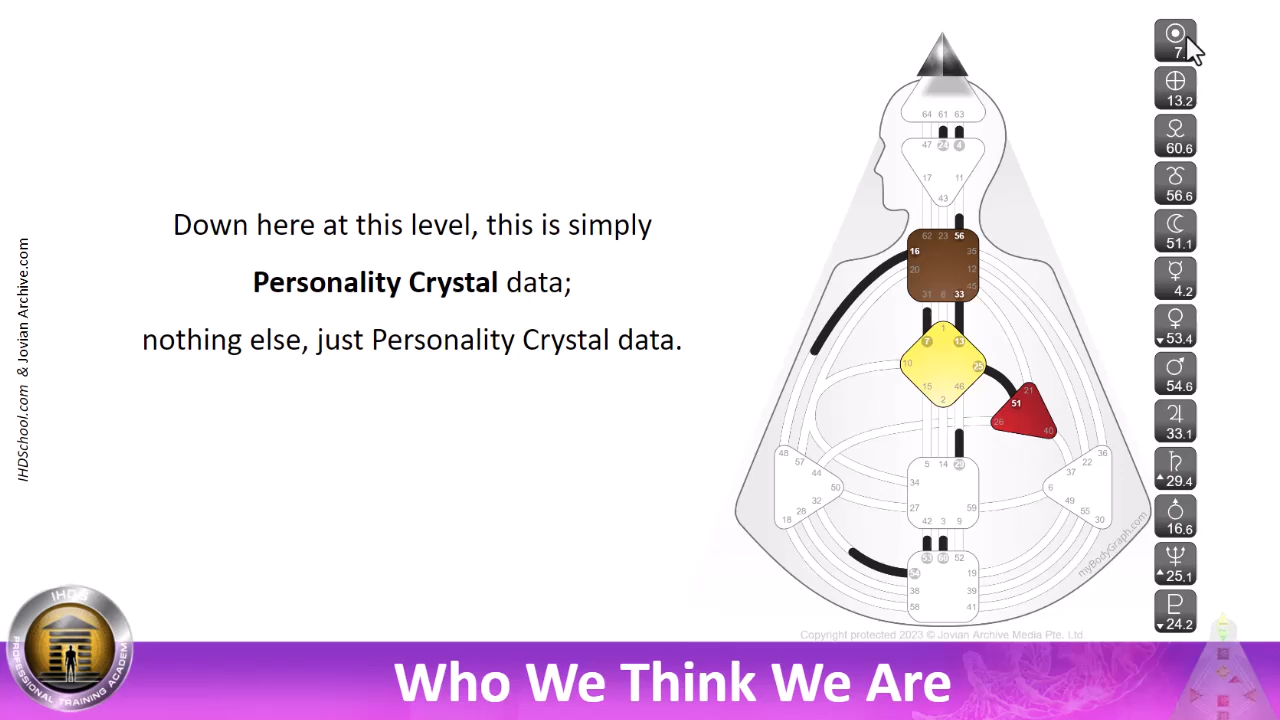 Down here at this level, this is simply
Personality Crystal data;
nothing else, just Personality Crystal data.
IHDSchool.com & Jovian Archive.com
64 61 63
47 24 4
17 11
43
62 23 56
16 35
20 12
45
31 8 33
1
7 13
10 25
15 46
2
21
51
26 40
48
57
44
50
32
28
18
5 14 29
34
27 59
42 3 9
36
22
37
6
49
55
30
53 60 52
54 19
38 39
58 41
7.
13.2
60.6
56.6
51.1
4.2
53.4
54.6
33.1
29.4
16.6
25.1
24.2
myBodyGraph.com
Copyright protected 2023 © Jovian Archive Media Pte. Ltd.
IHDS
PROFESSIONAL TRAINING ACADEMY
Who We Think We Are